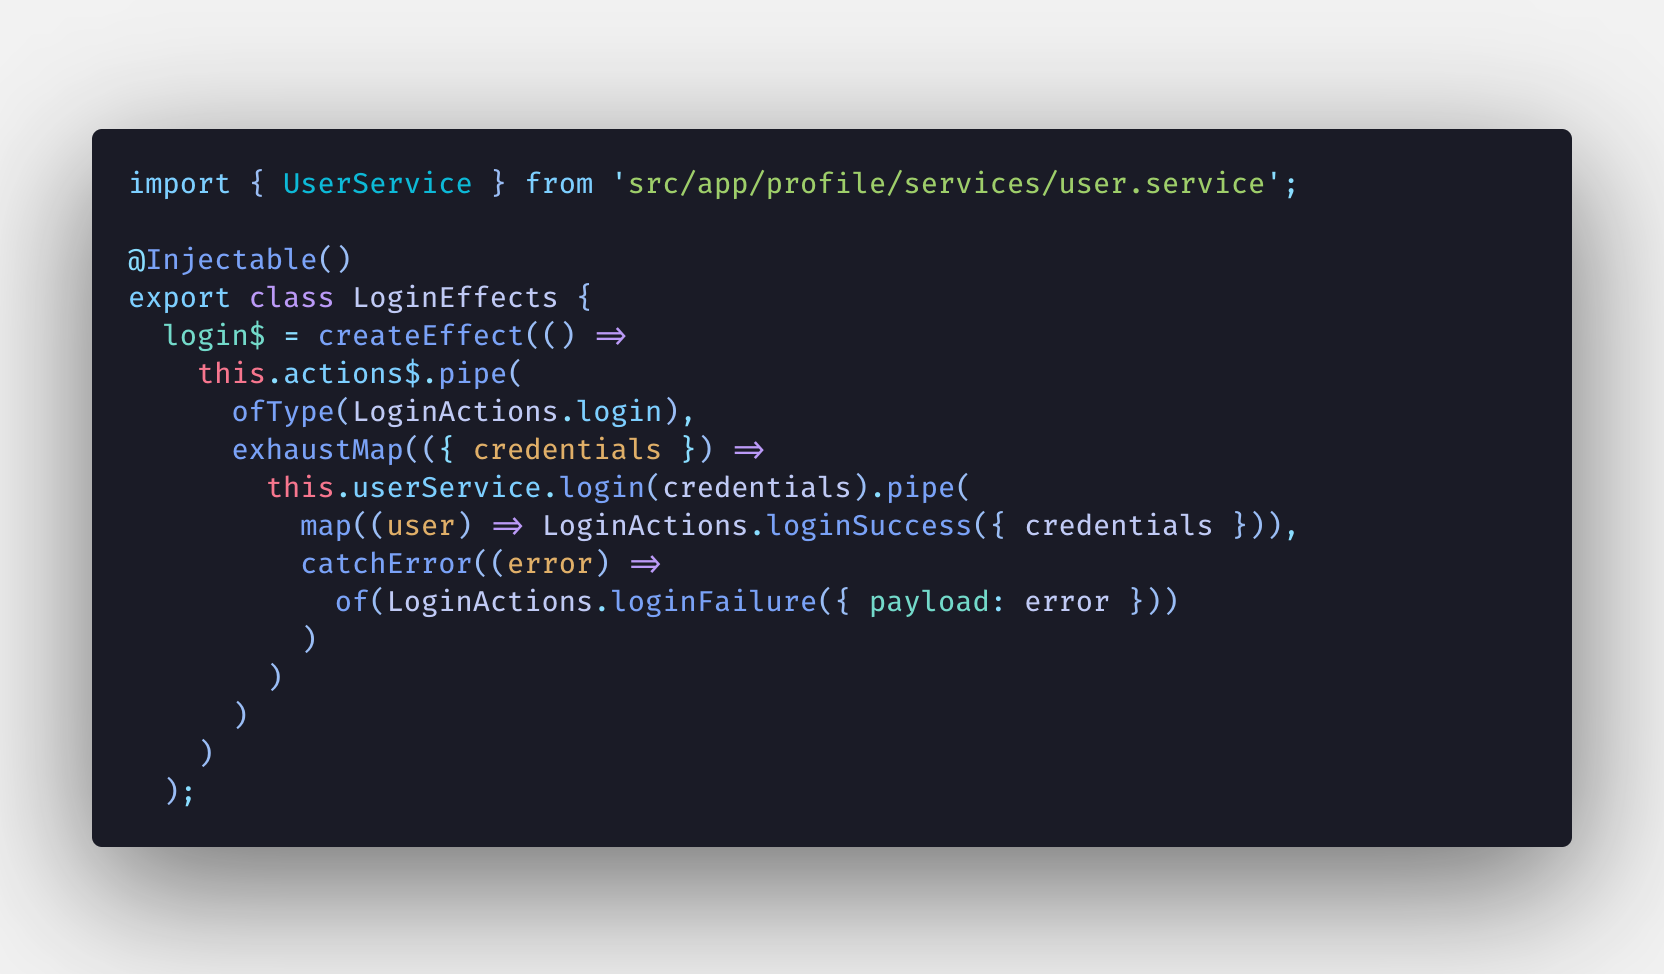 import { UserService } from 'src/app/profile/services/user.service';

@Injectable()
export class LoginEffects {
  login$ = createEffect(() =>
    this.actions$.pipe(
      ofType(LoginActions.login),
      exhaustMap(({ credentials }) =>
        this.userService.login(credentials).pipe(
          map((user) => LoginActions.loginSuccess({ credentials })),
          catchError((error) =>
            of(LoginActions.loginFailure({ payload: error }))
          )
        )
      )
    )
  );